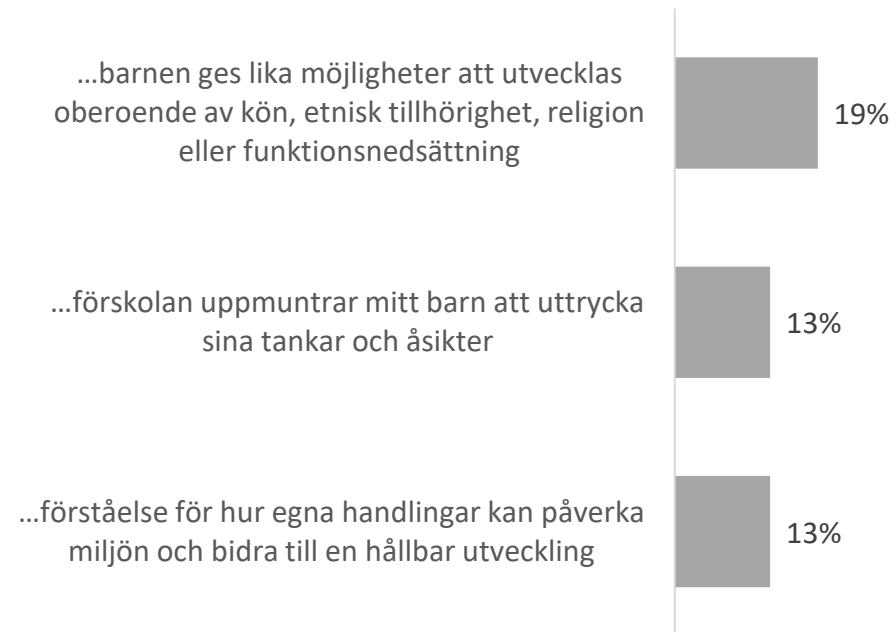 …barnen ges lika möjligheter att utvecklas
oberoende av kön, etnisk tillhörighet, religion
eller funktionsnedsättning
19%
…förskolan uppmuntrar mitt barn att uttrycka
sina tankar och åsikter
13%
…förståelse för hur egna handlingar kan påverka
miljön och bidra till en hållbar utveckling
13%